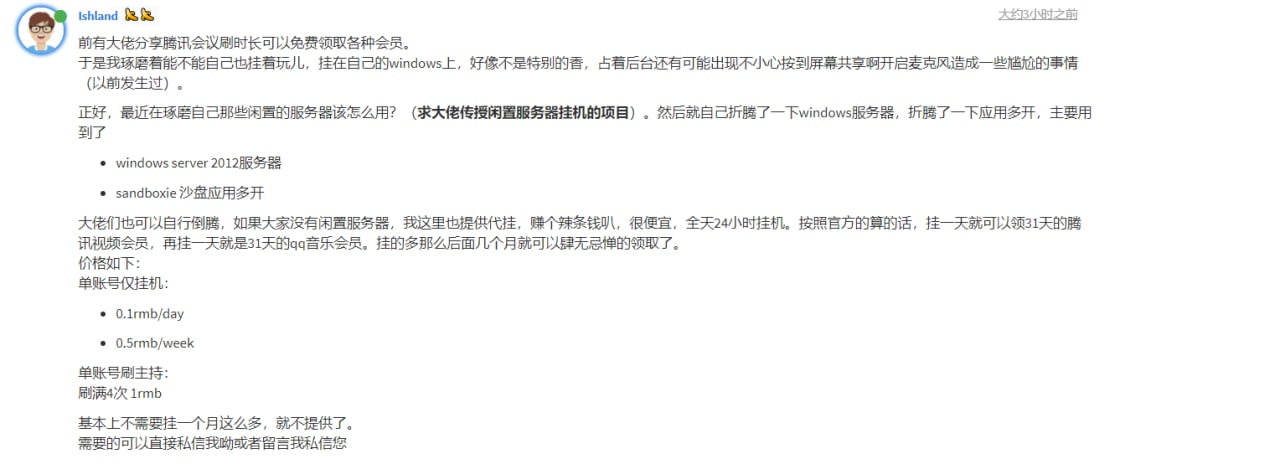 Ishland
大约3小时之前
前有大佬分享腾讯会议刷时长可以免费领取各种会员。
于是我琢磨着能不能自己也挂着玩儿，挂在自己的windows上，好像不是特别的香，占着后台还有可能出现不小心按到屏幕共享啊开启麦克风造成一些尴尬的事情
（以前发生过）。
正好，最近在琢磨自己那些闲置的服务器该怎么用？（求大佬传授闲置服务器挂机的项目）。然后就自己折腾了一下windows服务器，折腾了一下应用多开，主要用
到了
windows server 2012服务器
sandboxie 沙盘应用多开
大佬们也可以自行倒腾，如果大家没有闲置服务器，我这里也提供代挂，赚个辣条钱叭，很便宜，全天24小时挂机。按照官方的算的话，挂一天就可以领31天的腾
讯视频会员，再挂一天就是31天的qq音乐会员。挂的多那么后面几个月就可以肆无忌惮的领取了。
价格如下：
单账号仅挂机：
0.1rmb/day
0.5rmb/week
单账号刷主持：
刷满4次 1rmb
基本上不需要挂一个月这么多，就不提供了。
需要的可以直接私信我呦或者留言我私信您